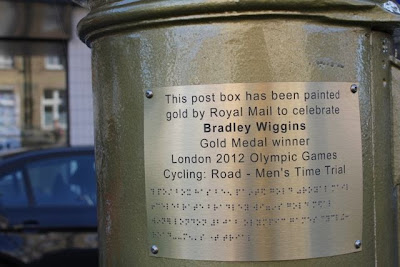 This post box has been painted
gold by Royal Mail to celebrate
Bradley Wiggins
Gold Medal winner
London 2012 Olympic Games
Cycling: Road - Men's Time Trial